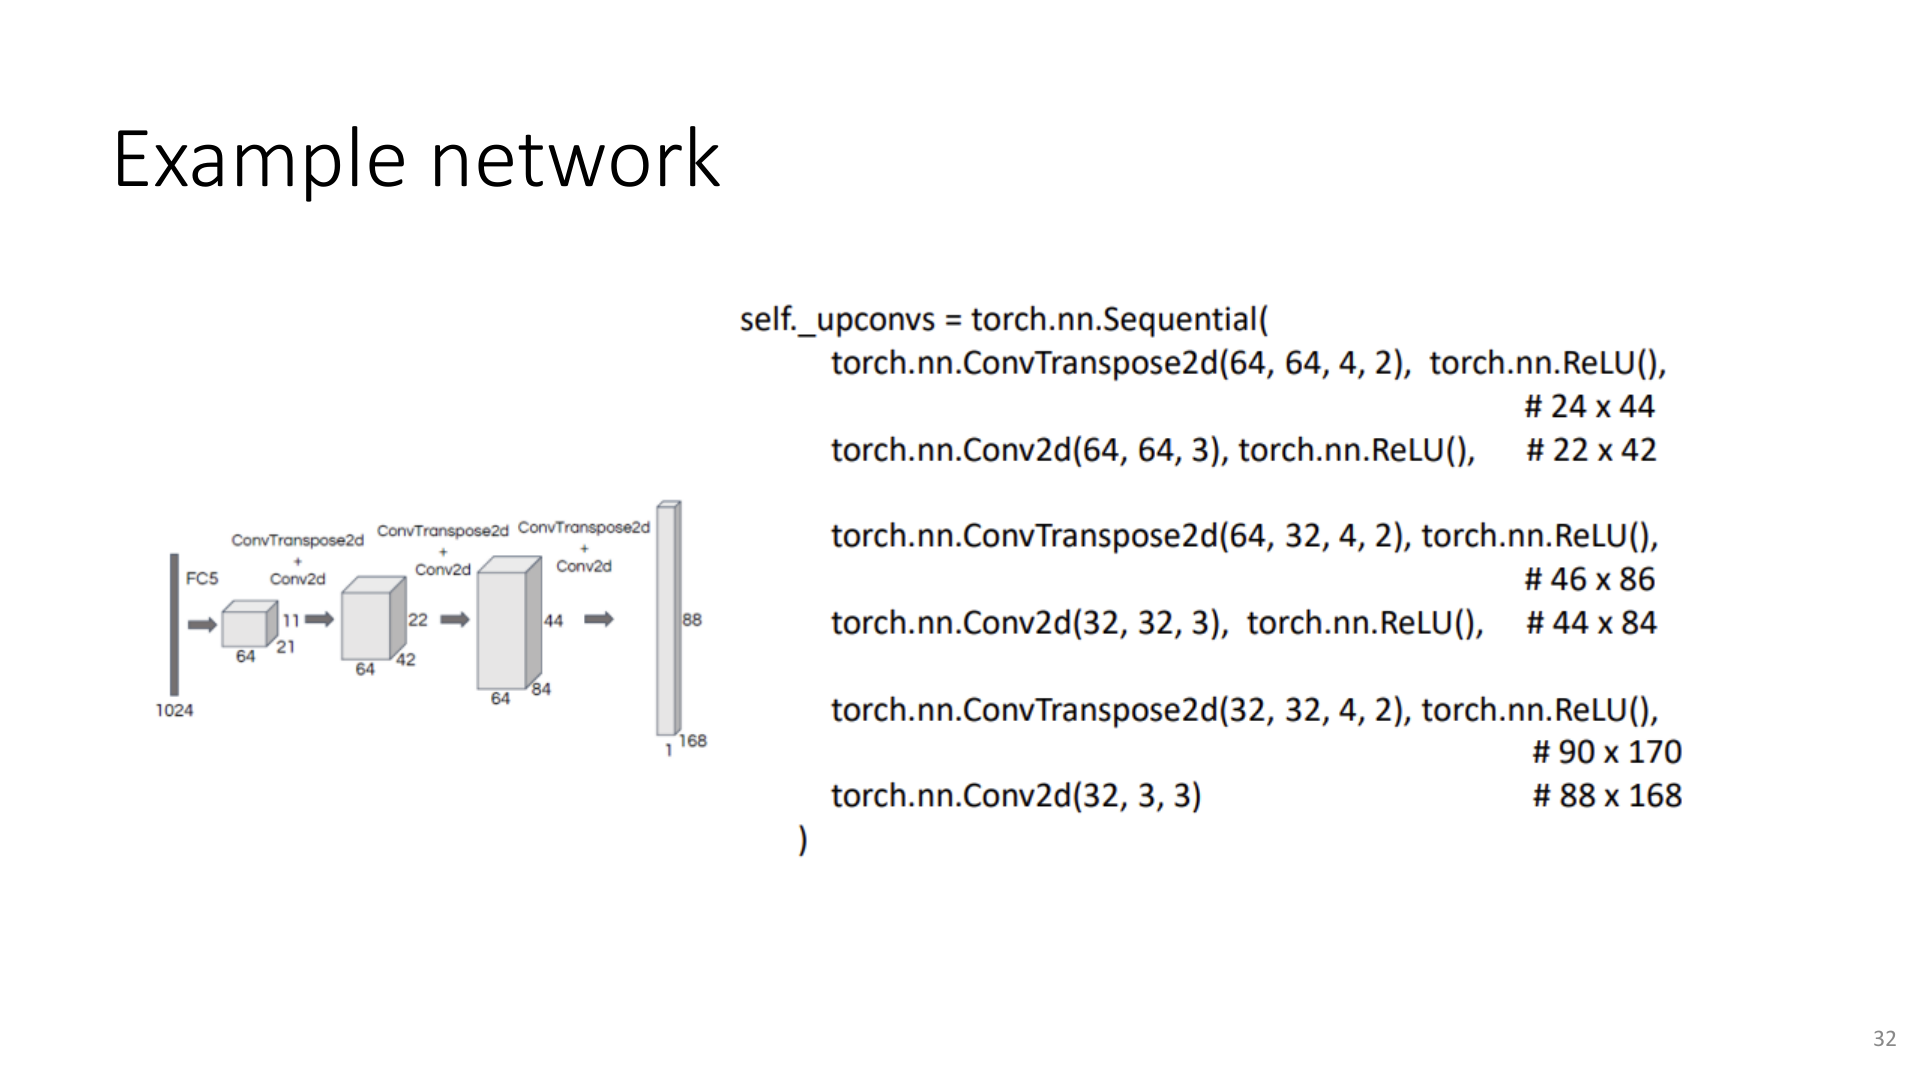 Example network
self._upconvs = torch.nn.Sequential(
torch.nn.ConvTranspose2d(64, 64, 4, 2), torch.nn.ReLU(),
# 24 x 44
torch.nn.Conv2d(64, 64, 3), torch.nn.ReLU(), # 22 x 42
torch.nn.ConvTranspose2d(64, 32, 4, 2), torch.nn.ReLU(),
# 46 x 86
torch.nn.Conv2d(32, 32, 3), torch.nn.ReLU(), # 44 x 84
torch.nn.ConvTranspose2d(32, 32, 4, 2), torch.nn.ReLU(),
# 90 x 170
torch.nn.Conv2d(32, 3, 3) # 88 x 168
)
1024
FC5
64
11
21
ConvTranspose2d
+
Conv2d
64
22
42
ConvTranspose2d
+
Conv2d
64
44
84
ConvTranspose2d
+
Conv2d
88
1
168
32